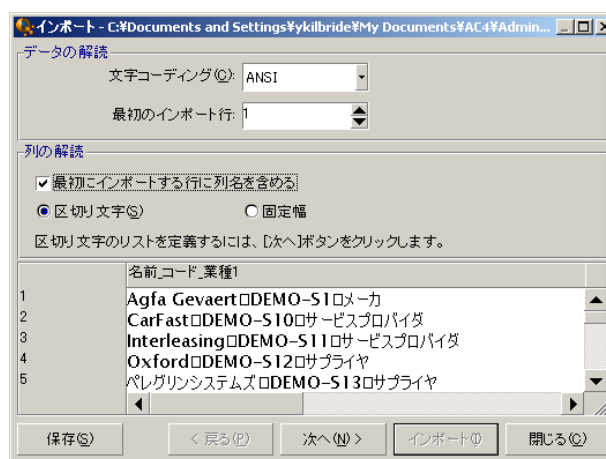 インポート - C:¥Documents and Settings¥ykilbride¥My Documents¥AC4¥Admin...
データの解読
文字コーディング(C): ANSI
最初のインポート行: 1
列の解読
最初にインポートする行に列名を含める
区切り文字(S) 固定幅
区切り文字のリストを定義するには、[次へ]ボタンをクリックします。
名前_コード_業種1
1 Agfa Gevaert□DEMO-S1□メーカ
2 CarFast□DEMO-S10□サービスプロバイダ
3 Interleasing□DEMO-S11□サービスプロバイダ
4 Oxford□DEMO-S12□サプライヤ
5 ペレグリンシステムズ□DEMO-S13□サプライヤ
保存(S) < 戻る(P) 次へ(N) > インポート(I) 閉じる(C)